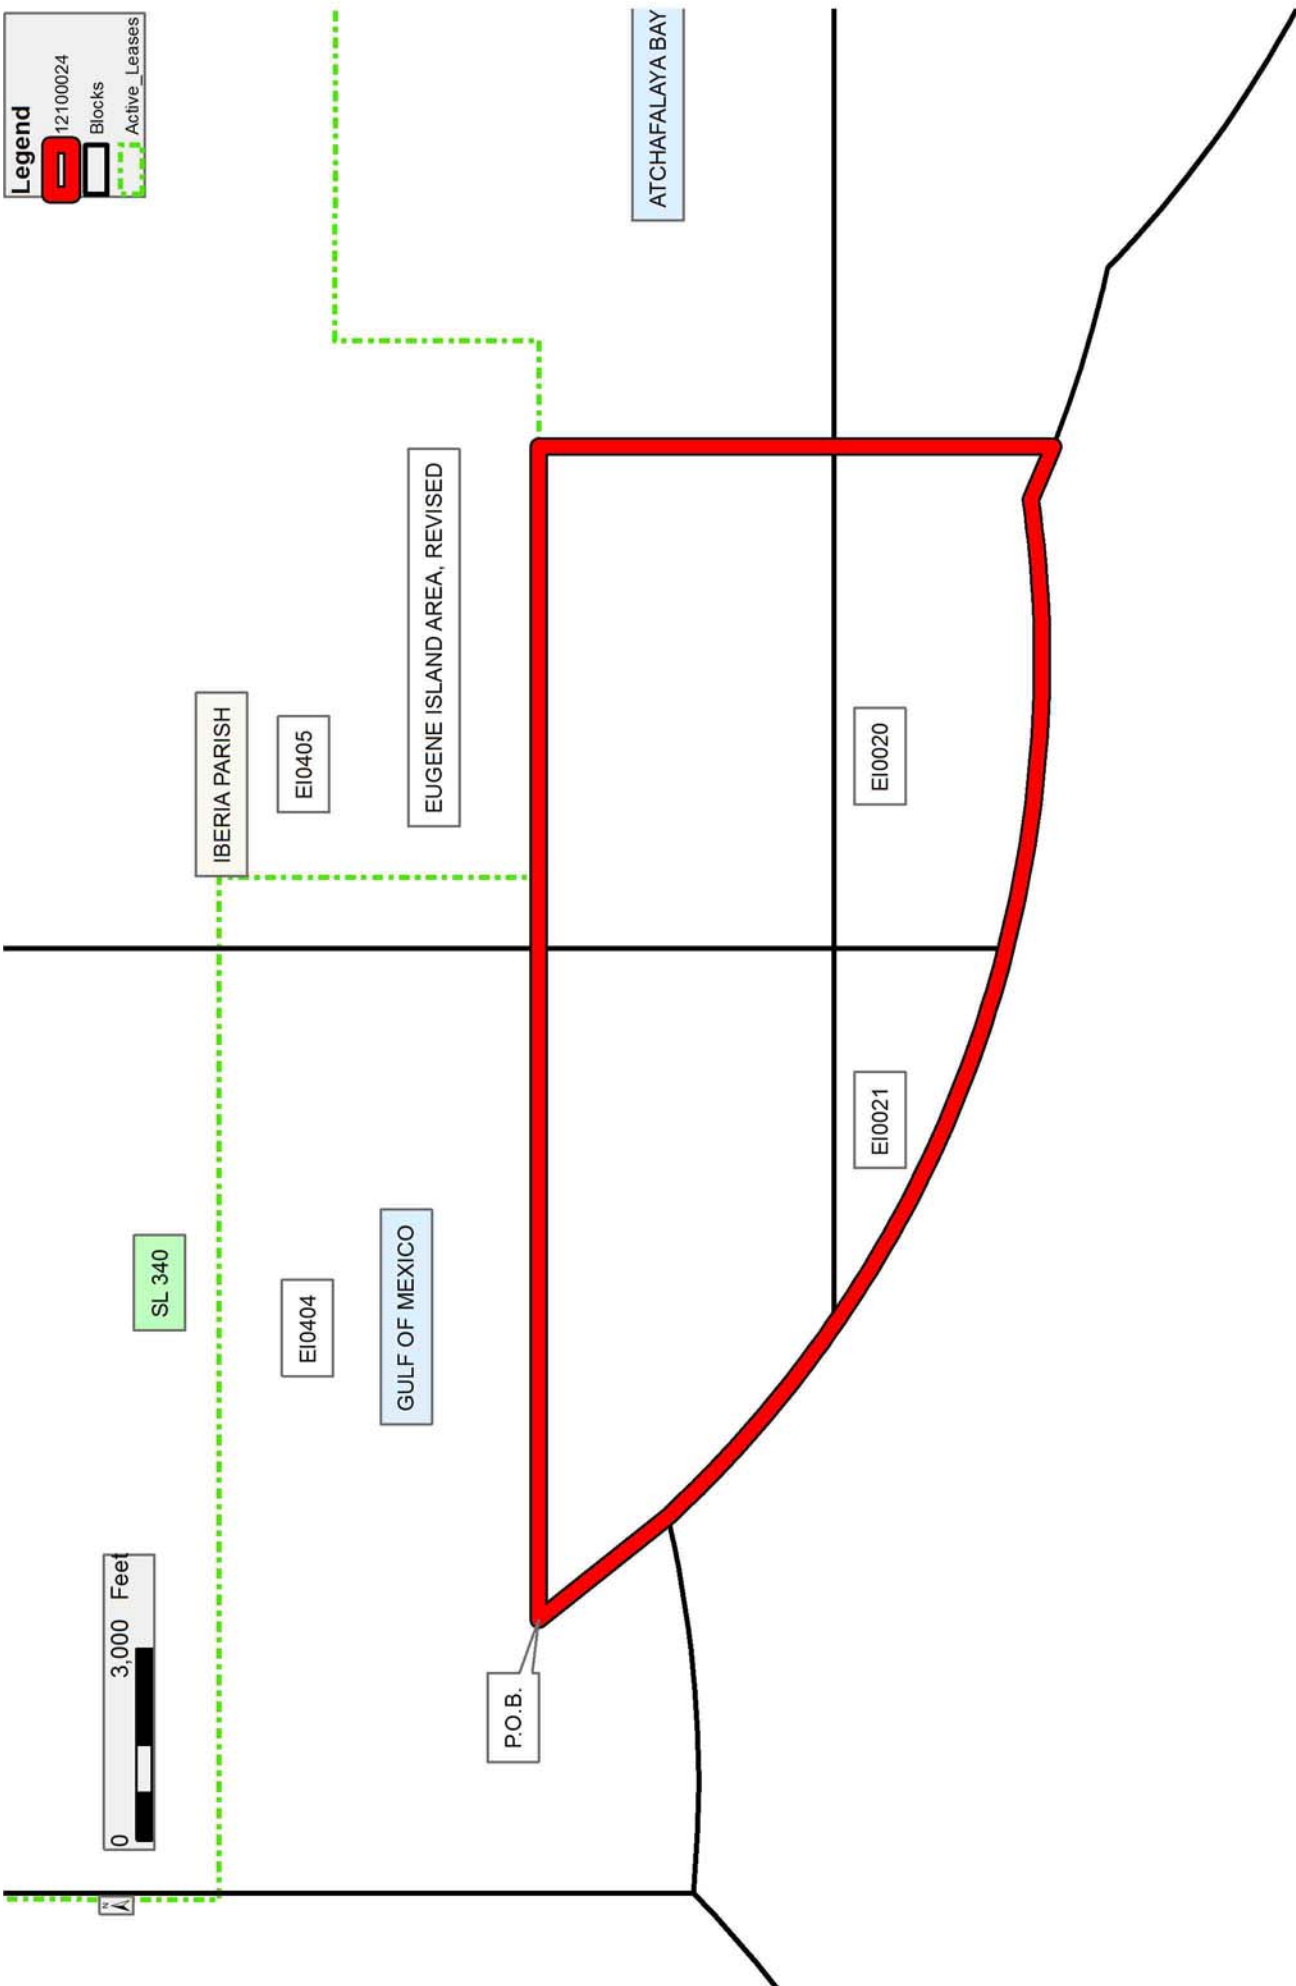 Legend
12100024
Blocks
Active_Leases
ATCHAFALAYA BAY
IBERIA PARISH
EI0405
EUGENE ISLAND AREA, REVISED
EI0020
SL 340
EI0404
GULF OF MEXICO
EI0021
0 3,000 Feet
P.O.B.
N